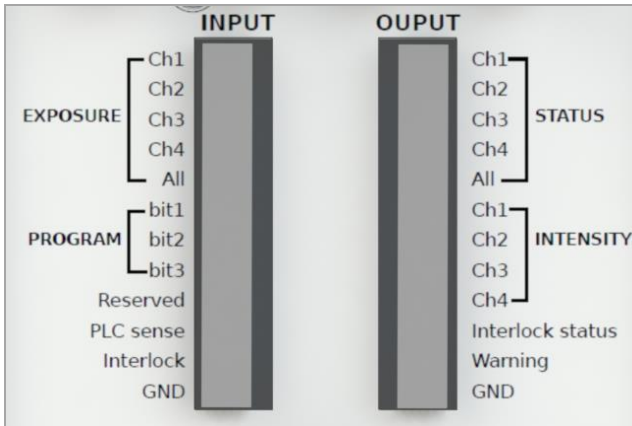 INPUT
OUPUT
Ch1
Ch2
EXPOSURE
Ch3
Ch4
All
bit1
PROGRAM
bit2
bit3
Reserved
PLC sense
Interlock
GND
Ch1
Ch2
Ch3
STATUS
Ch4
All
Ch1
Ch2
INTENSITY
Ch3
Ch4
Interlock status
Warning
GND